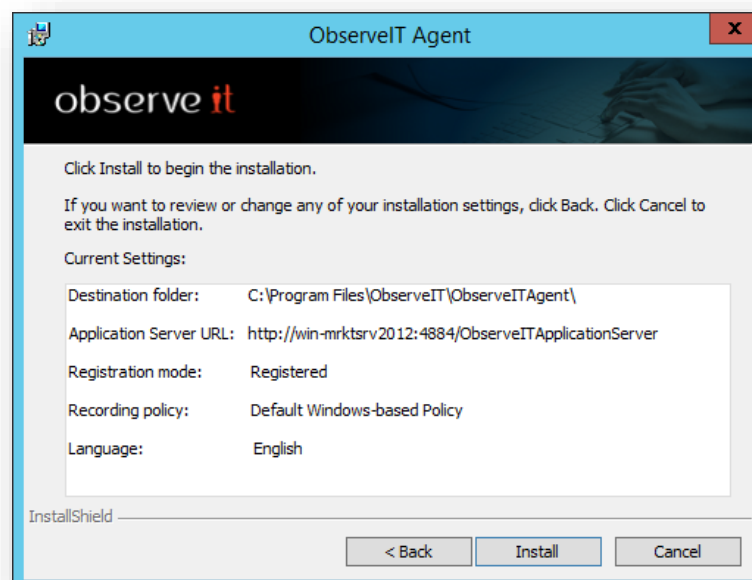 ObserveIT Agent
x
observe it
Click Install to begin the installation.
If you want to review or change any of your installation settings, click Back. Click Cancel to
exit the installation.
Current Settings:
Destination folder: C:\Program Files\ObserveIT\ObserveITAgent\
Application Server URL: http://win-mrktsrv2012:4884/ObserveITApplicationServer
Registration mode: Registered
Recording policy: Default Windows-based Policy
Language: English
InstallShield
< Back Install Cancel